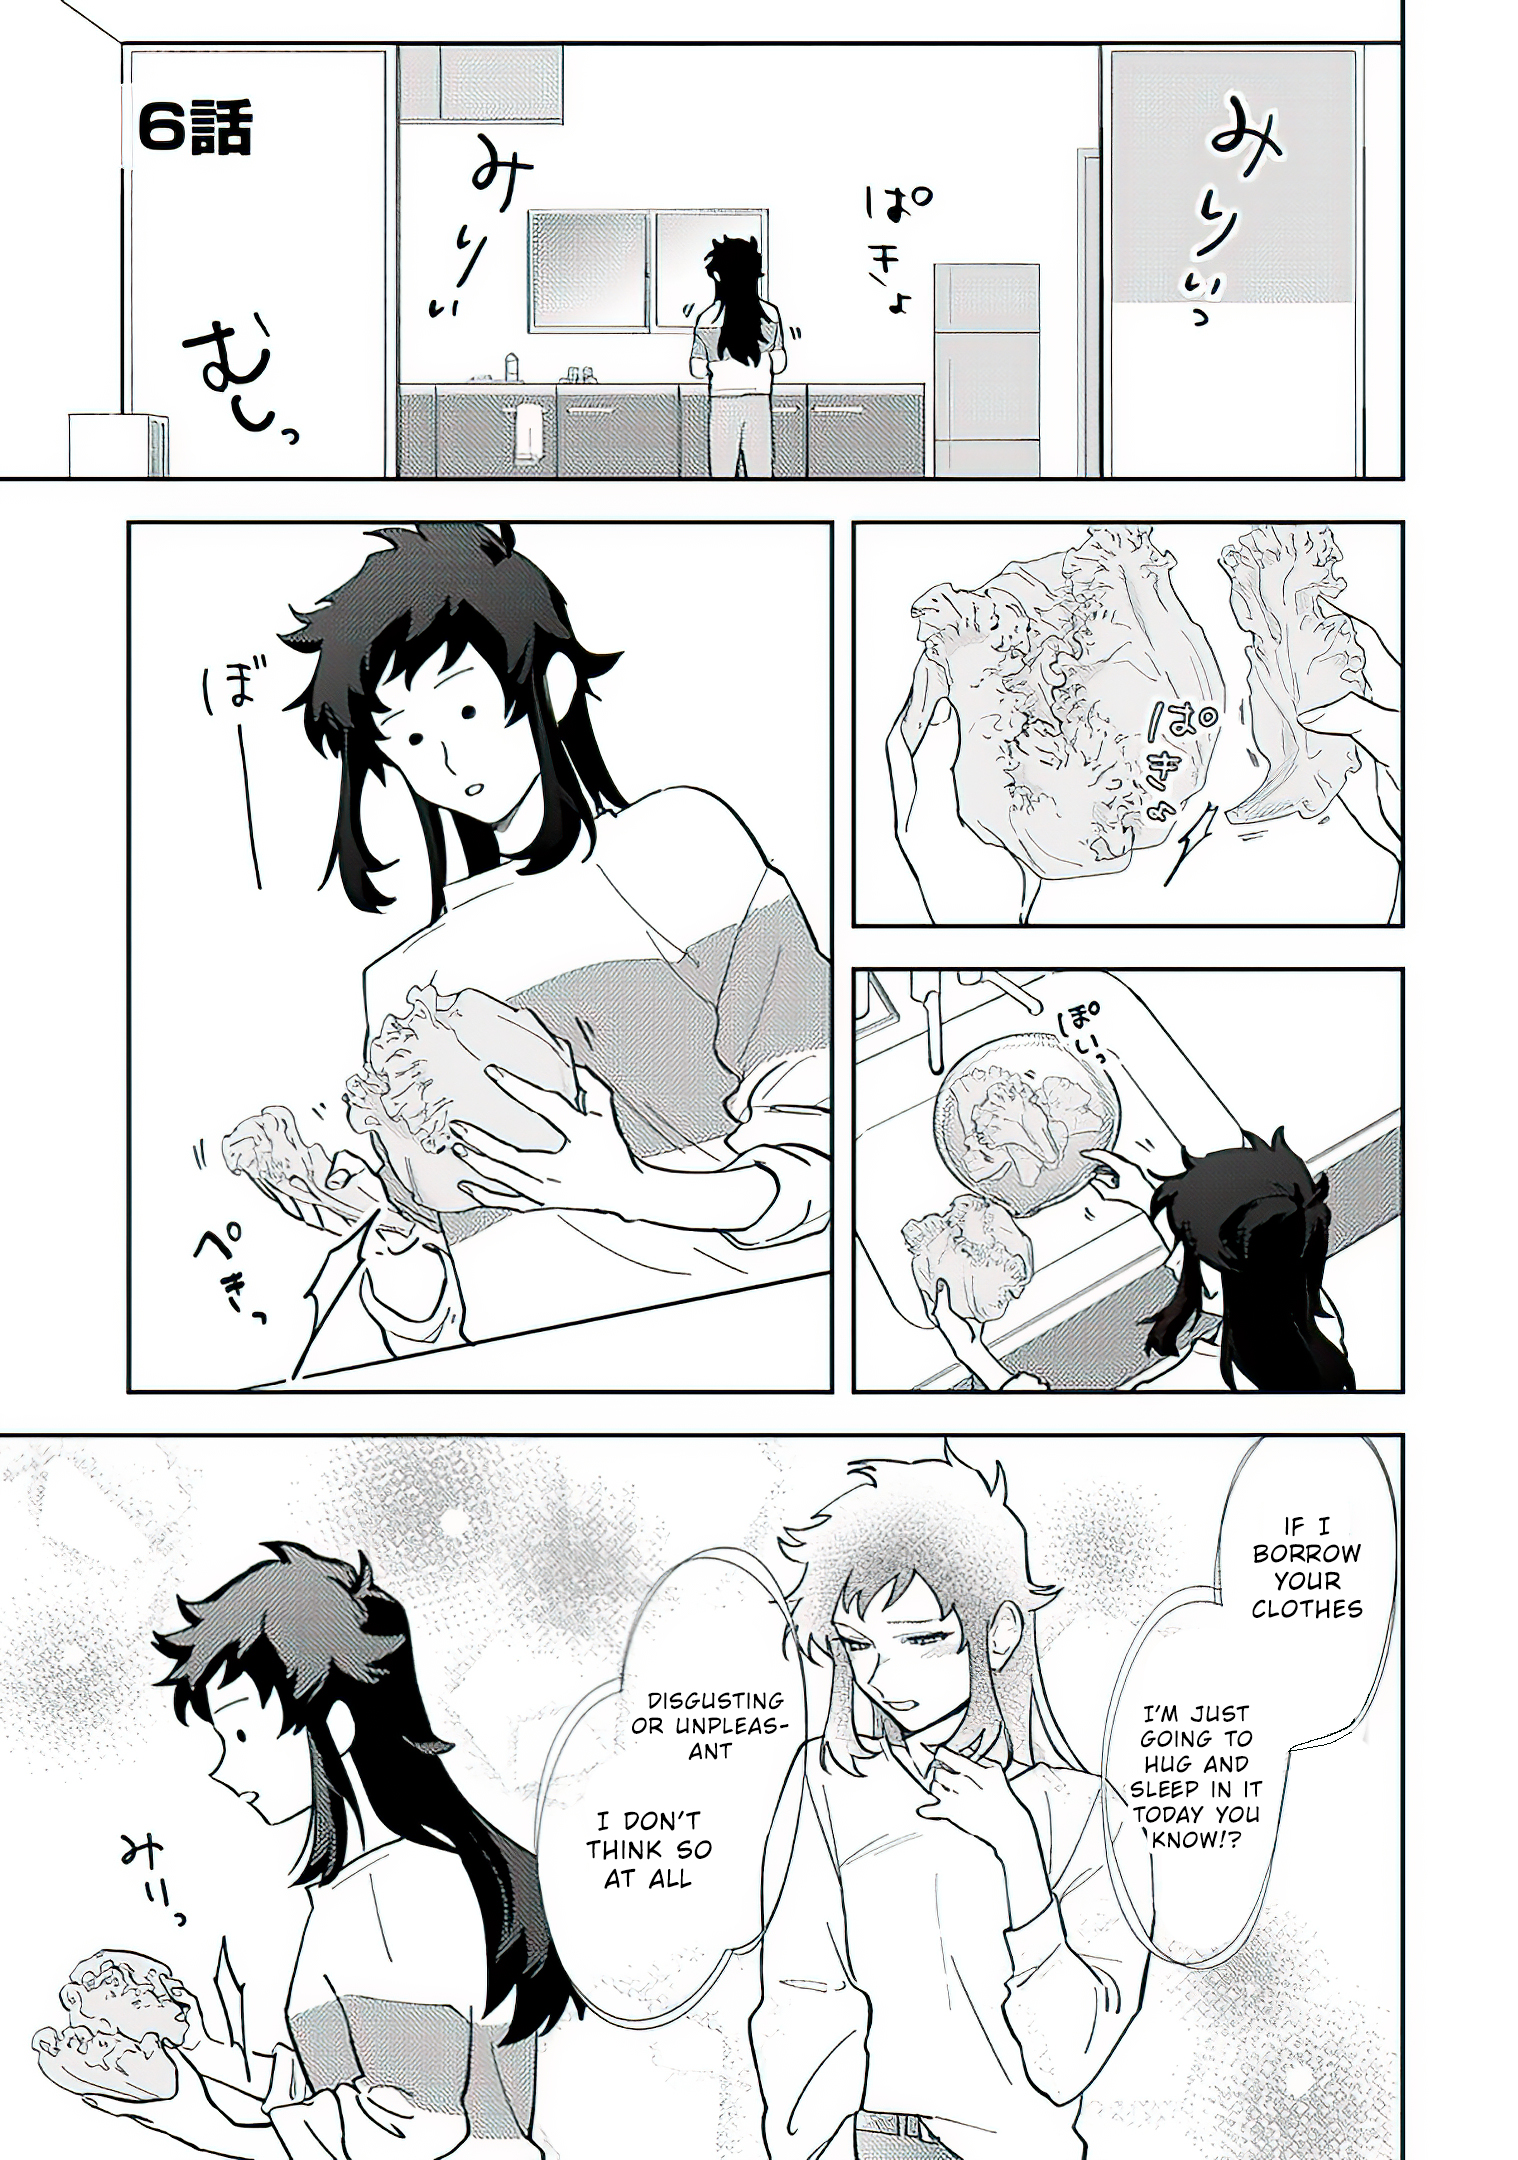 6話
みりぃっ
ぱきょ
みりぃ
むしっ
ぱきょ
ぽいっ
ぼー
ぺきっ
IF I
BORROW
YOUR
CLOTHES
I'M JUST
GOING TO
HUG AND
SLEEP IN IT
TODAY YOU
KNOW!?
DISGUSTING
OR UNPLEAS-
ANT
I DON'T
THINK SO
AT ALL
みりっ